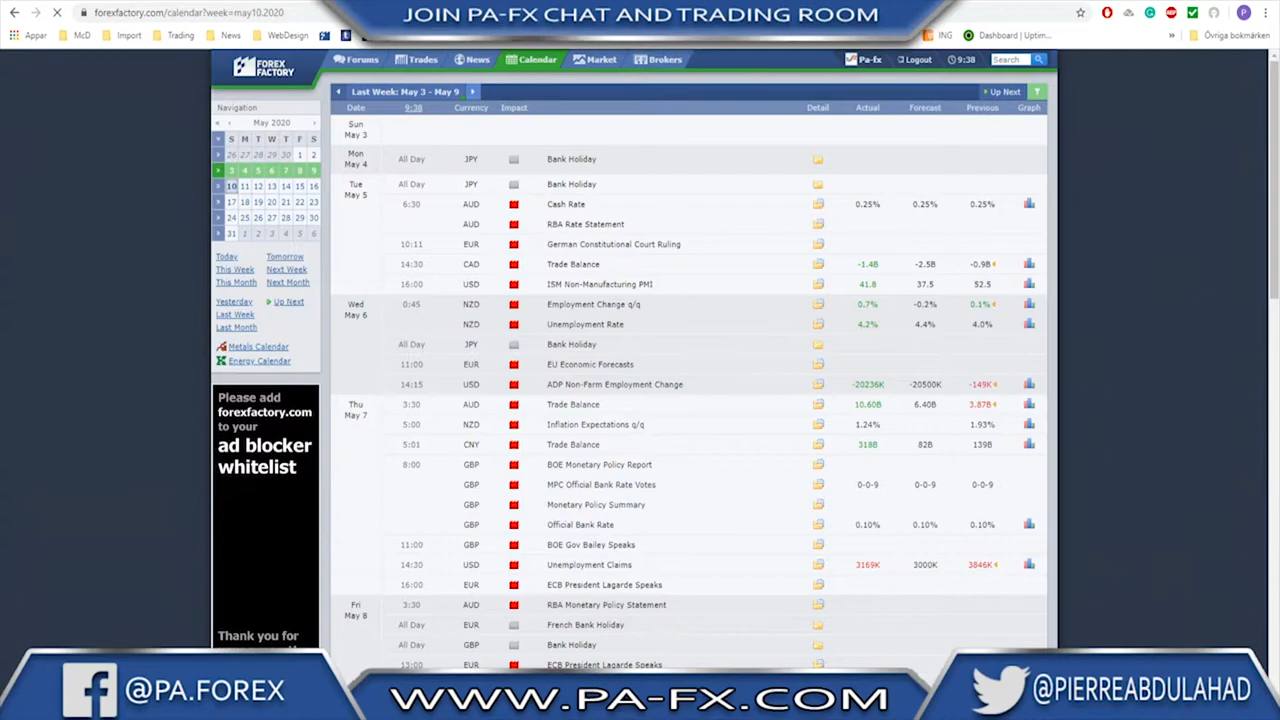 forexfactory.com/calendar?week=may10.2020
JOIN PA-FX CHAT AND TRADING ROOM
Appar McD Import Trading News WebDesign ING Dashboard | Uptim... » Övriga bokmärken
FOREX FACTORY
Forums Trades News Calendar Market Brokers Pa-fx Logout 9:38 Search
Navigation
May 2020
S M T W T F S
26 27 28 29 30 1 2
3 4 5 6 7 8 9
10 11 12 13 14 15 16
17 18 19 20 21 22 23
24 25 26 27 28 29 30
31 1 2 3 4 5 6
Today Tomorrow
This Week Next Week
This Month Next Month
Yesterday Up Next
Last Week
Last Month
Metals Calendar
Energy Calendar
Please add
forexfactory.com
to your
ad blocker
whitelist
Thank you for
Last Week: May 3 - May 9 Up Next
Date 9:38 Currency Impact Detail Actual Forecast Previous Graph
Sun May 3
Mon May 4 All Day JPY Bank Holiday
Tue May 5 All Day JPY Bank Holiday
6:30 AUD Cash Rate 0.25% 0.25% 0.25%
AUD RBA Rate Statement
10:11 EUR German Constitutional Court Ruling
14:30 CAD Trade Balance -1.4B -2.5B -0.9B
16:00 USD ISM Non-Manufacturing PMI 41.8 37.5 52.5
Wed May 6 0:45 NZD Employment Change q/q 0.7% -0.2% 0.1%
NZD Unemployment Rate 4.2% 4.4% 4.0%
All Day JPY Bank Holiday
11:00 EUR EU Economic Forecasts
14:15 USD ADP Non-Farm Employment Change -20236K -20500K -149K
Thu May 7 3:30 AUD Trade Balance 10.60B 6.40B 3.87B
5:00 NZD Inflation Expectations q/q 1.24% 1.93%
5:01 CNY Trade Balance 318B 82B 139B
8:00 GBP BOE Monetary Policy Report
GBP MPC Official Bank Rate Votes 0-0-9 0-0-9 0-0-9
GBP Monetary Policy Summary
GBP Official Bank Rate 0.10% 0.10% 0.10%
11:00 GBP BOE Gov Bailey Speaks
14:30 USD Unemployment Claims 3169K 3000K 3846K
16:00 EUR ECB President Lagarde Speaks
Fri May 8 3:30 AUD RBA Monetary Policy Statement
All Day EUR French Bank Holiday
All Day GBP Bank Holiday
13:00 EUR ECB President Lagarde Speaks
@PA.FOREX
WWW.PA-FX.COM
@PIERREABDULAHAD